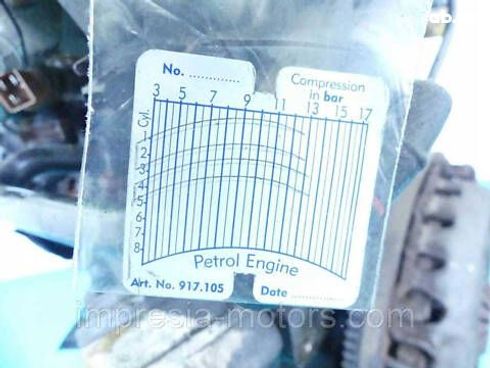 No. ..............
Compression
in bar
3 5 7 9 11 13 15 17
Cyl.
1
2
3
4
5
6
7
8
Petrol Engine
Art. No. 917.105
Date ..............
impresia-motors.com